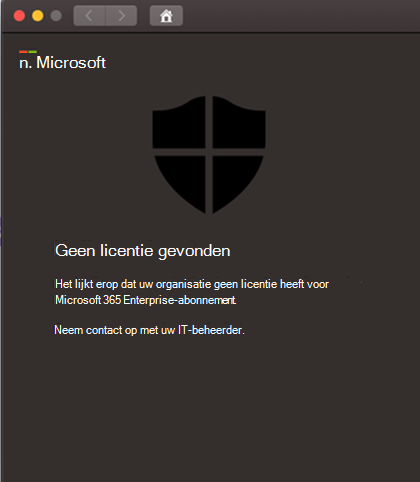 n. Microsoft
Geen licentie gevonden
Het lijkt erop dat uw organisatie geen licentie heeft voor
Microsoft 365 Enterprise-abonnement.
Neem contact op met uw IT-beheerder.